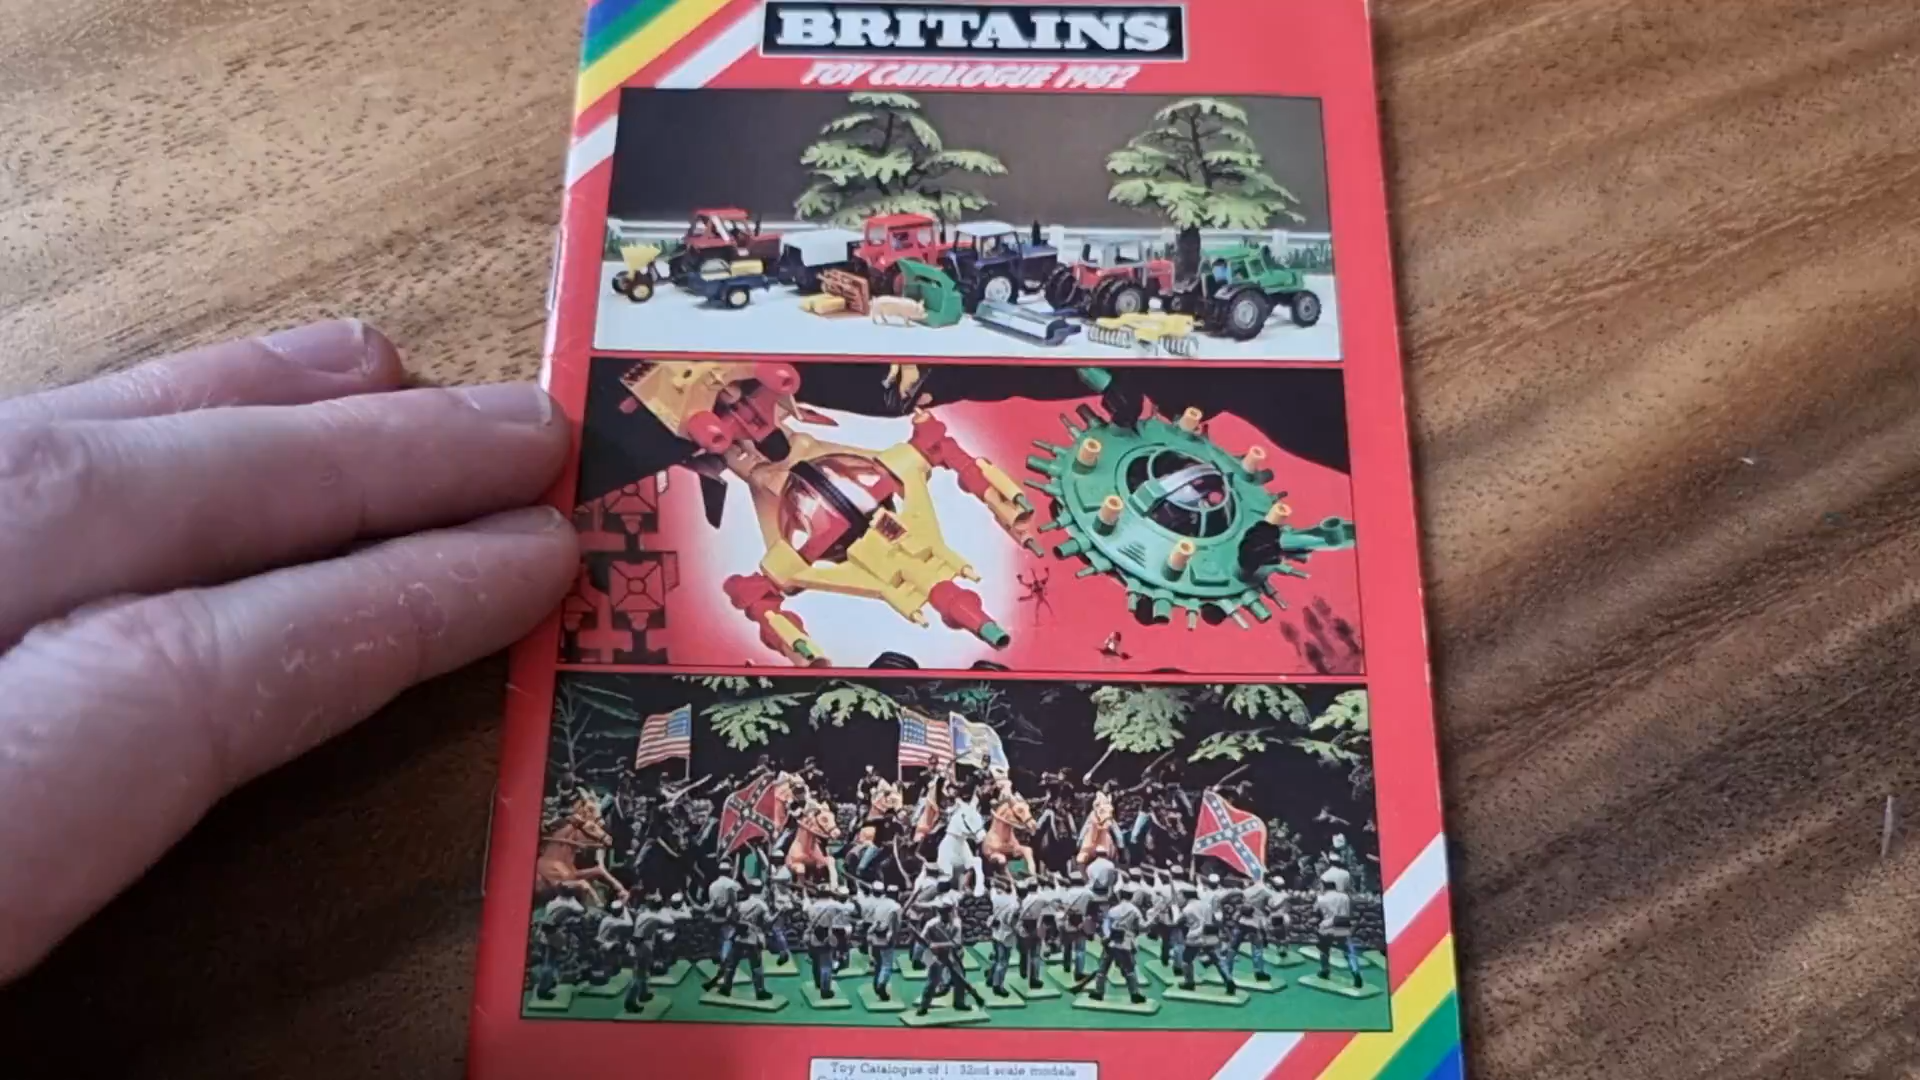 BRITAINS
TOY CATALOGUE 1982
Toy Catalogue of 1:32nd scale models